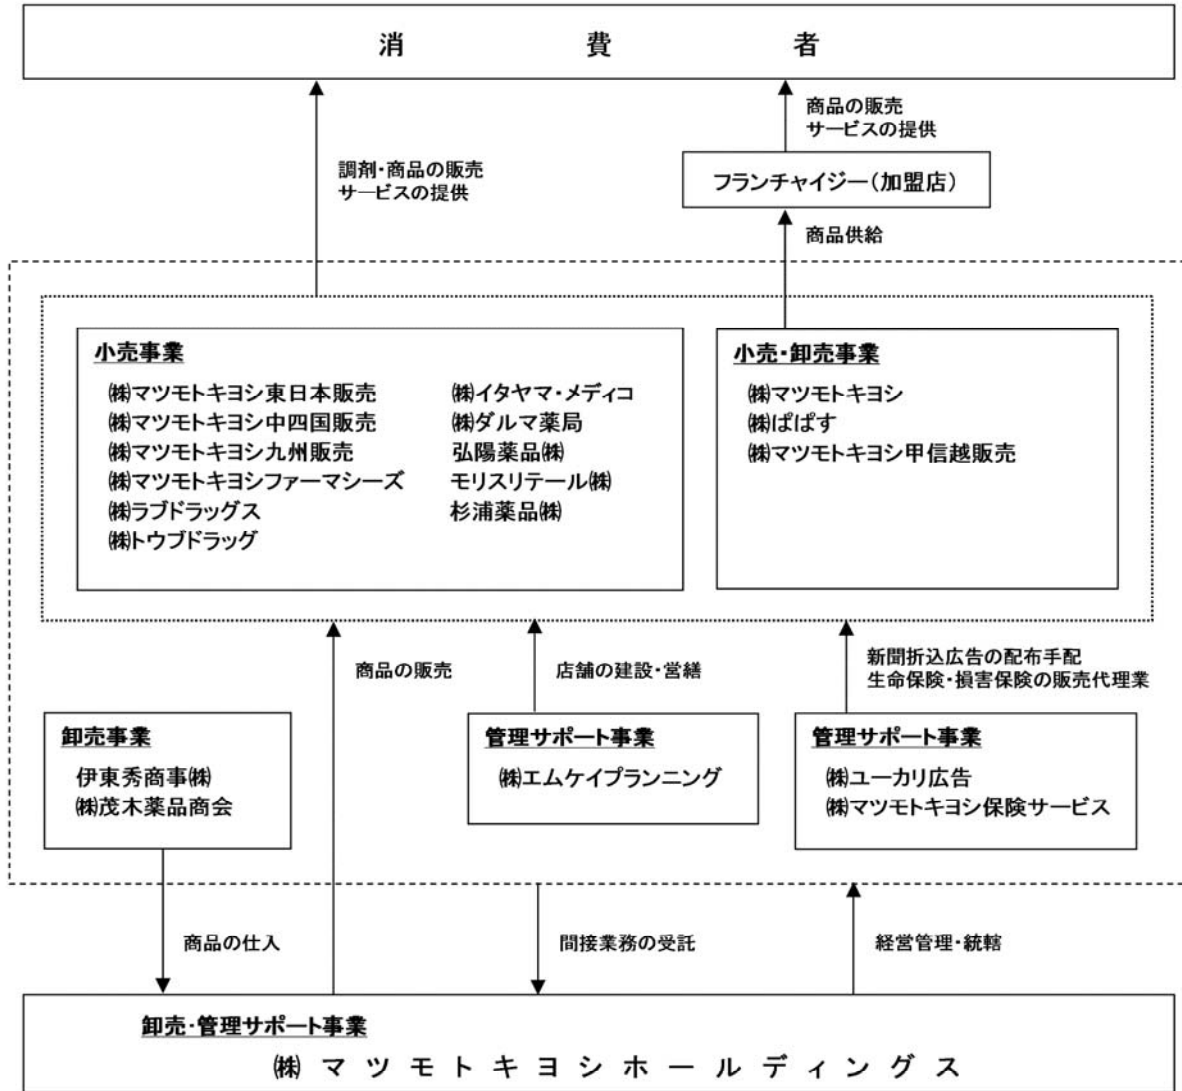 消費者
商品の販売
サービスの提供
調剤・商品の販売
サービスの提供
フランチャイジー(加盟店)
商品供給
小売事業
㈱マツモトキヨシ東日本販売
㈱マツモトキヨシ中四国販売
㈱マツモトキヨシ九州販売
㈱マツモトキヨシファーマシーズ
㈱ラブドラッグス
㈱トウブドラッグ
㈱イタヤマ・メディコ
㈱ダルマ薬局
弘陽薬品㈱
モリスリテール㈱
杉浦薬品㈱
小売・卸売事業
㈱マツモトキヨシ
㈱ぱぱす
㈱マツモトキヨシ甲信越販売
商品の販売
店舗の建設・営繕
新聞折込広告の配布手配
生命保険・損害保険の販売代理業
卸売事業
伊東秀商事㈱
㈱茂木薬品商会
管理サポート事業
㈱エムケイプランニング
管理サポート事業
㈱ユーカリ広告
㈱マツモトキヨシ保険サービス
商品の仕入
間接業務の受託
経営管理・統轄
卸売・管理サポート事業
㈱マツモトキヨシホールディングス